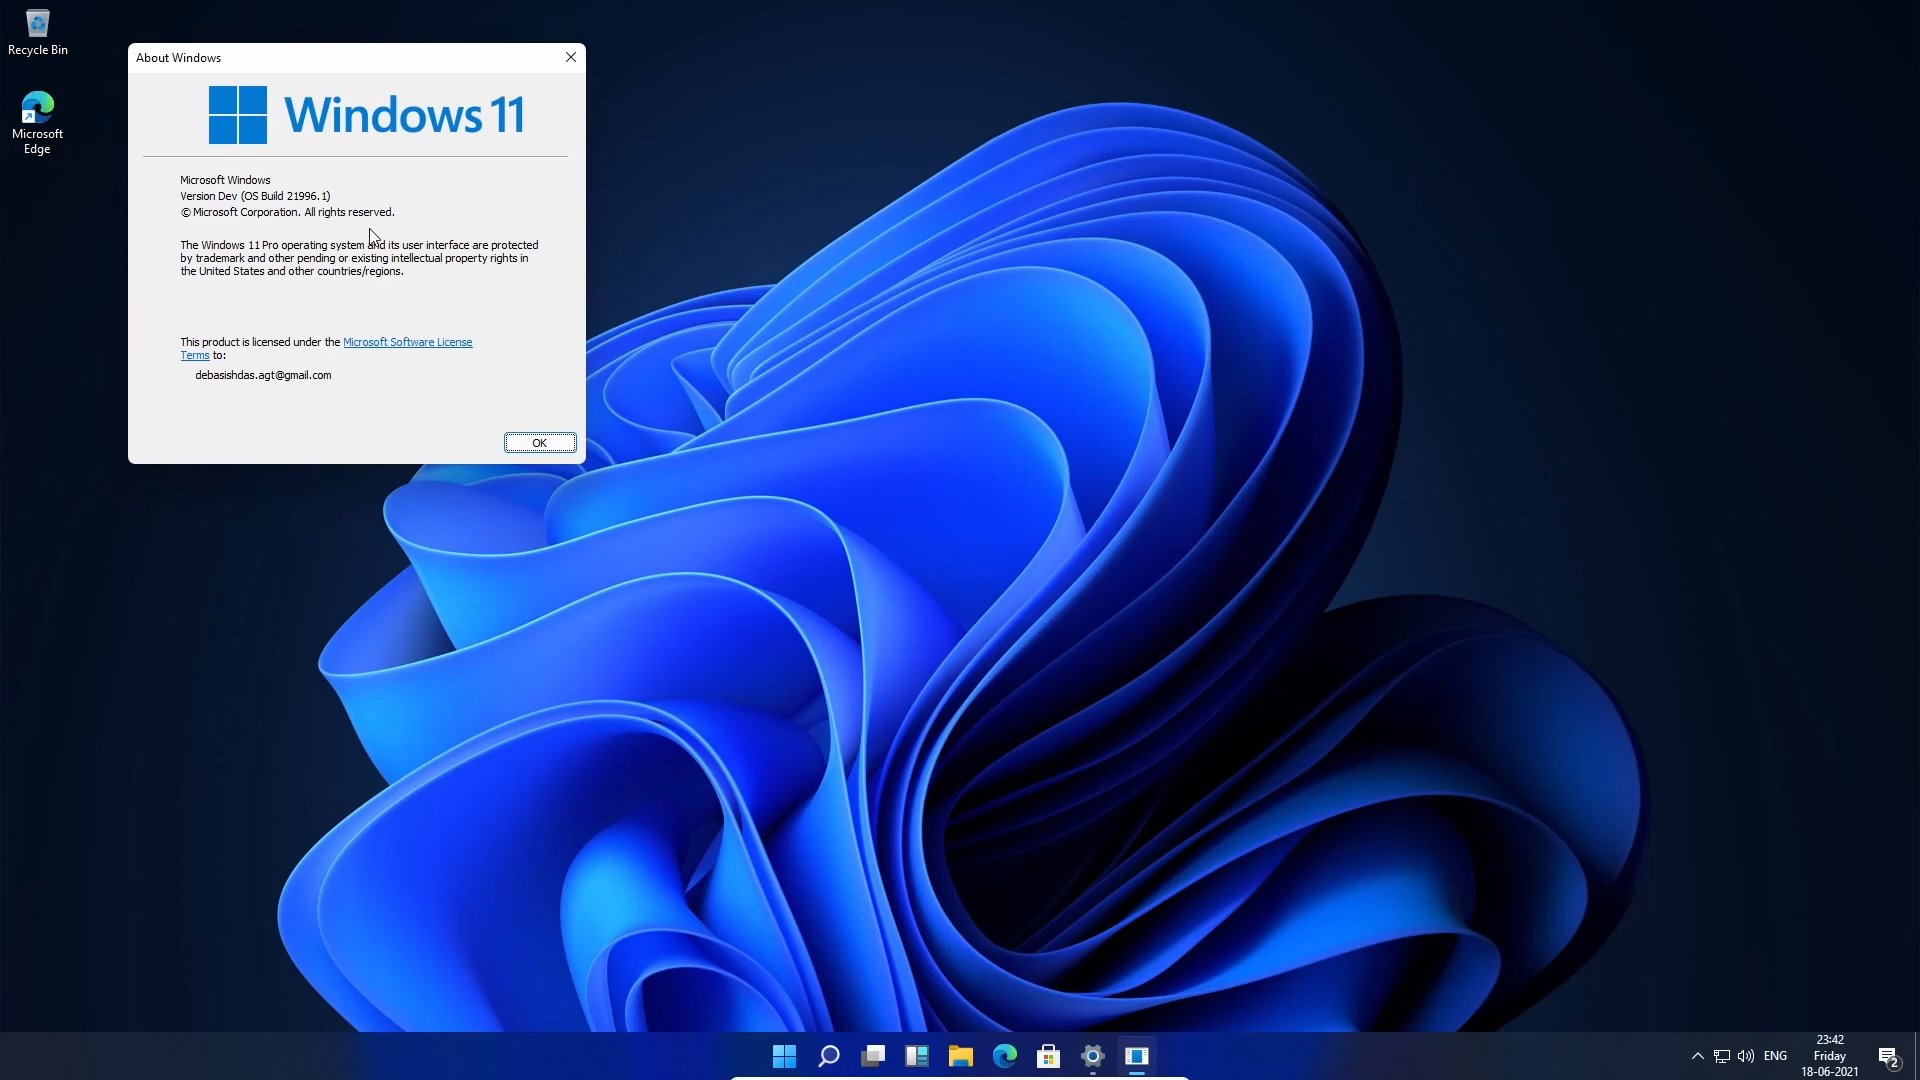 Recycle Bin
Microsoft
Edge
About Windows
Windows 11
Microsoft Windows
Version Dev (OS Build 21996.1)
© Microsoft Corporation. All rights reserved.
The Windows 11 Pro operating system and its user interface are protected
by trademark and other pending or existing intellectual property rights in
the United States and other countries/regions.
This product is licensed under the Microsoft Software License
Terms to:
debasishdas.agt@gmail.com
OK
ENG
23:42
Friday
18-06-2021
2